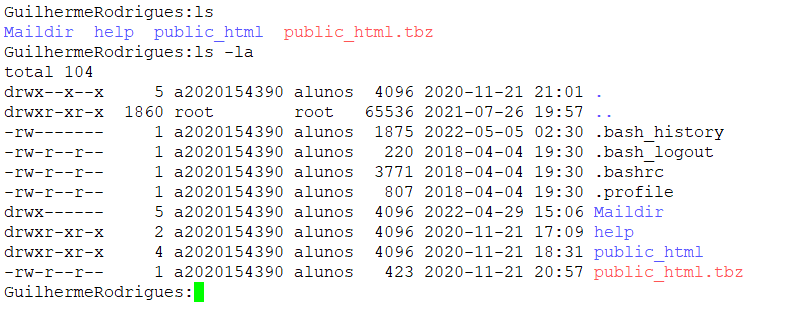 GuilhermeRodrigues:ls
Maildir  help  public_html  public_html.tbz
GuilhermeRodrigues:ls -la
total 104
drwx--x--x     5 a2020154390 alunos  4096 2020-11-21 21:01 .
drwxr-xr-x  1860 root        root   65536 2021-07-26 19:57 ..
-rw-------     1 a2020154390 alunos  1875 2022-05-05 02:30 .bash_history
-rw-r--r--     1 a2020154390 alunos   220 2018-04-04 19:30 .bash_logout
-rw-r--r--     1 a2020154390 alunos  3771 2018-04-04 19:30 .bashrc
-rw-r--r--     1 a2020154390 alunos   807 2018-04-04 19:30 .profile
drwx------     5 a2020154390 alunos  4096 2022-04-29 15:06 Maildir
drwxr-xr-x     2 a2020154390 alunos  4096 2020-11-21 17:09 help
drwxr-xr-x     4 a2020154390 alunos  4096 2020-11-21 18:31 public_html
-rw-r--r--     1 a2020154390 alunos   423 2020-11-21 20:57 public_html.tbz
GuilhermeRodrigues: